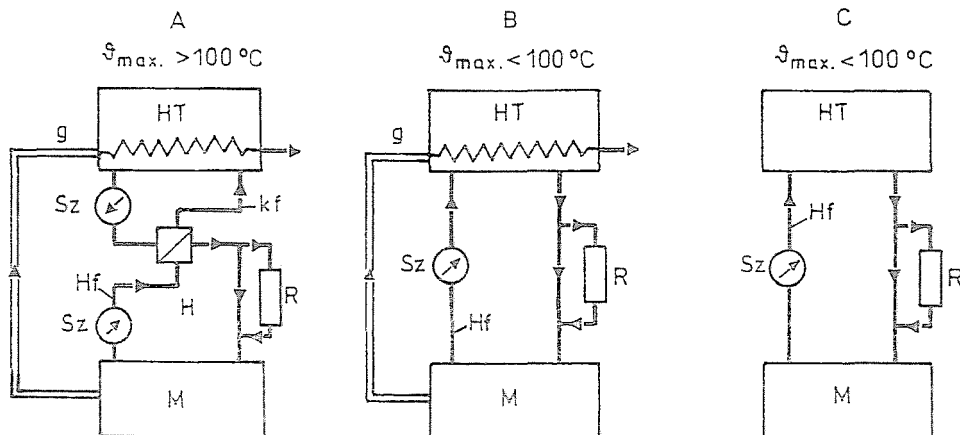 A
ϑmax. >100 °C
HT
g
Sz
kf
Hf
H
R
Sz
M
B
ϑmax. <100 °C
HT
g
Sz
R
Hf
M
C
ϑmax. <100 °C
HT
Hf
Sz
R
M